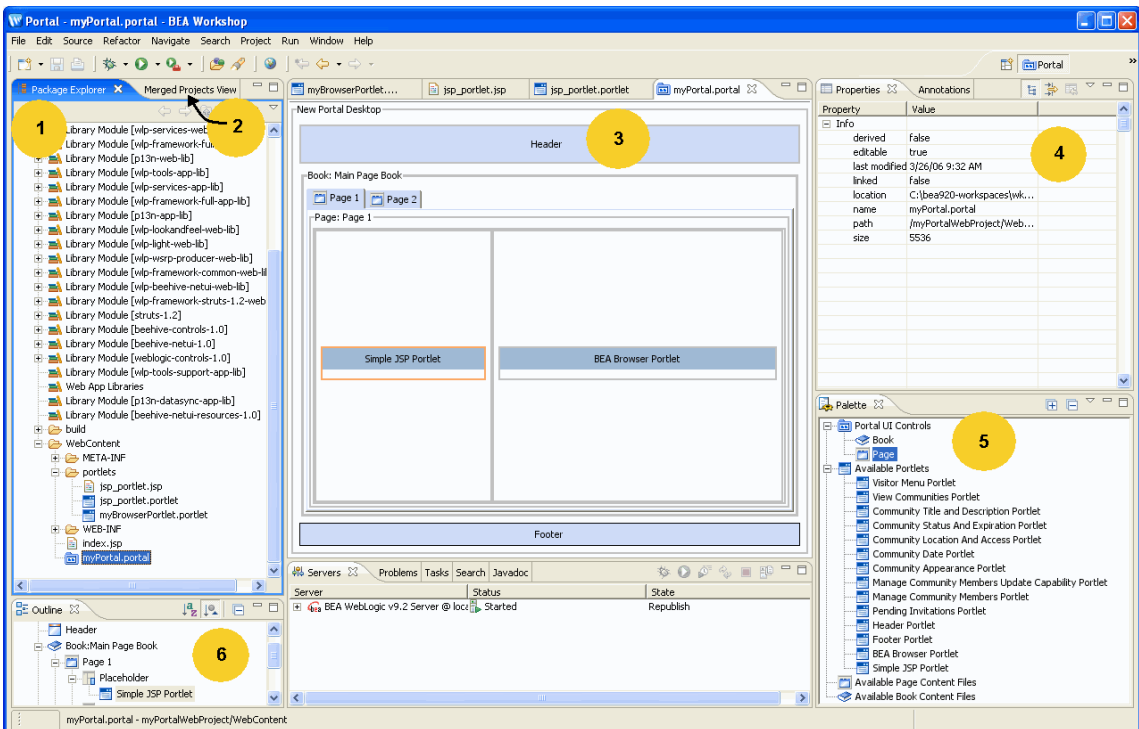 Portal - myPortal.portal - BEA Workshop
File Edit Source Refactor Navigate Search Project Run Window Help
Portal
Package Explorer
Merged Projects View
1
2
Library Module [wlp-services-web
Library Module [wlp-framework-full
Library Module [p13n-web-lib]
Library Module [wlp-tools-app-lib]
Library Module [wlp-services-app-lib]
Library Module [wlp-framework-full-app-lib]
Library Module [p13n-app-lib]
Library Module [wlp-lookandfeel-web-lib]
Library Module [wlp-light-web-lib]
Library Module [wlp-wsrp-producer-web-lib]
Library Module [wlp-framework-common-web-lib
Library Module [wlp-beehive-netui-web-lib]
Library Module [wlp-framework-struts-1.2-web
Library Module [struts-1.2]
Library Module [beehive-controls-1.0]
Library Module [beehive-netui-1.0]
Library Module [weblogic-controls-1.0]
Library Module [wlp-tools-support-app-lib]
Web App Libraries
Library Module [p13n-datasync-app-lib]
Library Module [beehive-netui-resources-1.0]
build
WebContent
META-INF
portlets
jsp_portlet.jsp
jsp_portlet.portlet
myBrowserPortlet.portlet
WEB-INF
index.jsp
myPortal.portal
Outline
Header
Book:Main Page Book
Page 1
Placeholder
Simple JSP Portlet
6
myBrowserPortlet....
jsp_portlet.jsp
jsp_portlet.portlet
myPortal.portal
New Portal Desktop
Header
3
Book: Main Page Book
Page 1
Page 2
Page: Page 1
Simple JSP Portlet
BEA Browser Portlet
Footer
Servers
Problems
Tasks
Search
Javadoc
Server Status State
BEA WebLogic v9.2 Server @ loca Started Republish
Properties
Annotations
Property Value
Info
derived false
editable true
last modified 3/26/06 9:32 AM
linked false
location C:\bea920-workspaces\wk...
name myPortal.portal
path /myPortalWebProject/Web...
size 5536
4
Palette
Portal UI Controls
Book
Page
5
Available Portlets
Visitor Menu Portlet
View Communities Portlet
Community Title and Description Portlet
Community Status And Expiration Portlet
Community Location And Access Portlet
Community Date Portlet
Community Appearance Portlet
Manage Community Members Update Capability Portlet
Manage Community Members Portlet
Pending Invitations Portlet
Header Portlet
Footer Portlet
BEA Browser Portlet
Simple JSP Portlet
Available Page Content Files
Available Book Content Files
myPortal.portal - myPortalWebProject/WebContent